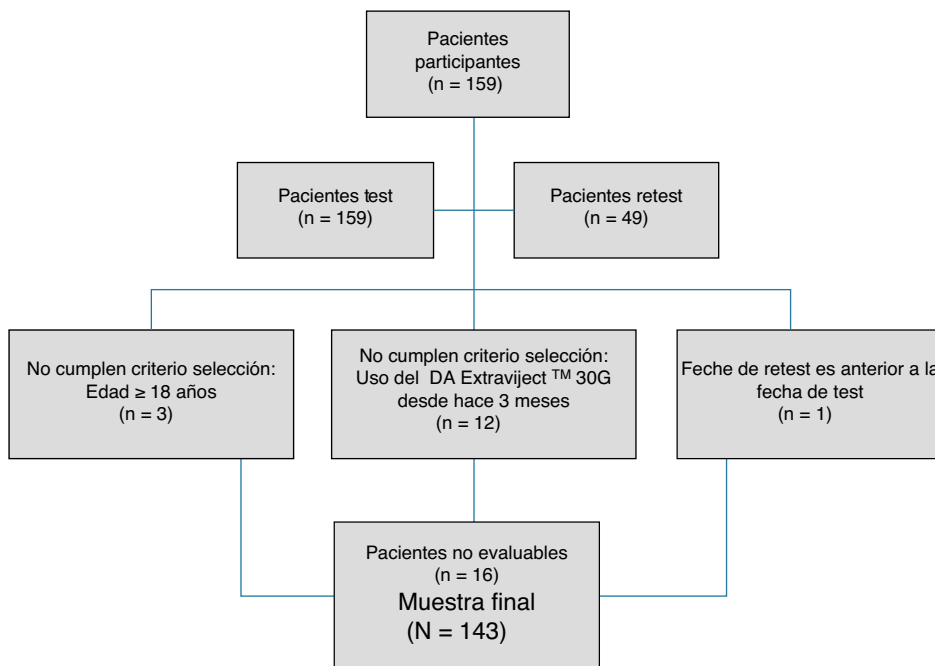 Pacientes
participantes
(n = 159)
Pacientes test
(n = 159)
Pacientes retest
(n = 49)
No cumplen criterio selección:
Edad ≥ 18 años
(n = 3)
No cumplen criterio selección:
Uso del DA Extraviject TM 30G
desde hace 3 meses
(n = 12)
Feche de retest es anterior a la
fecha de test
(n = 1)
Pacientes no evaluables
(n = 16)
Muestra final
(N = 143)